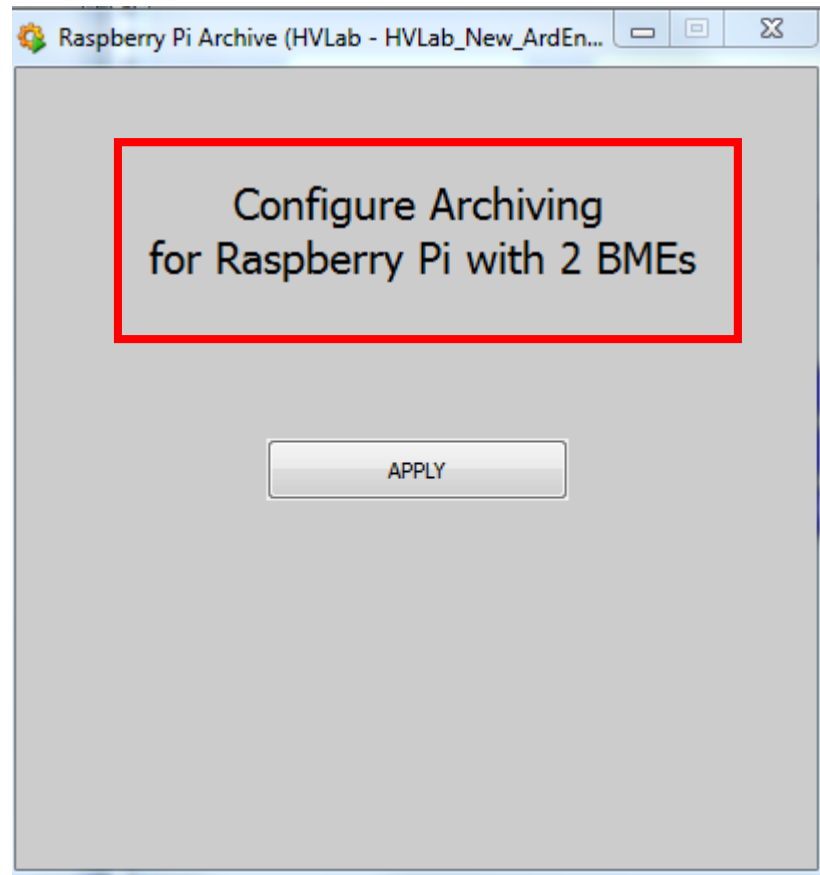 Raspberry Pi Archive (HVLab - HVLab_New_ArdEn...
Configure Archiving
for Raspberry Pi with 2 BMEs
APPLY